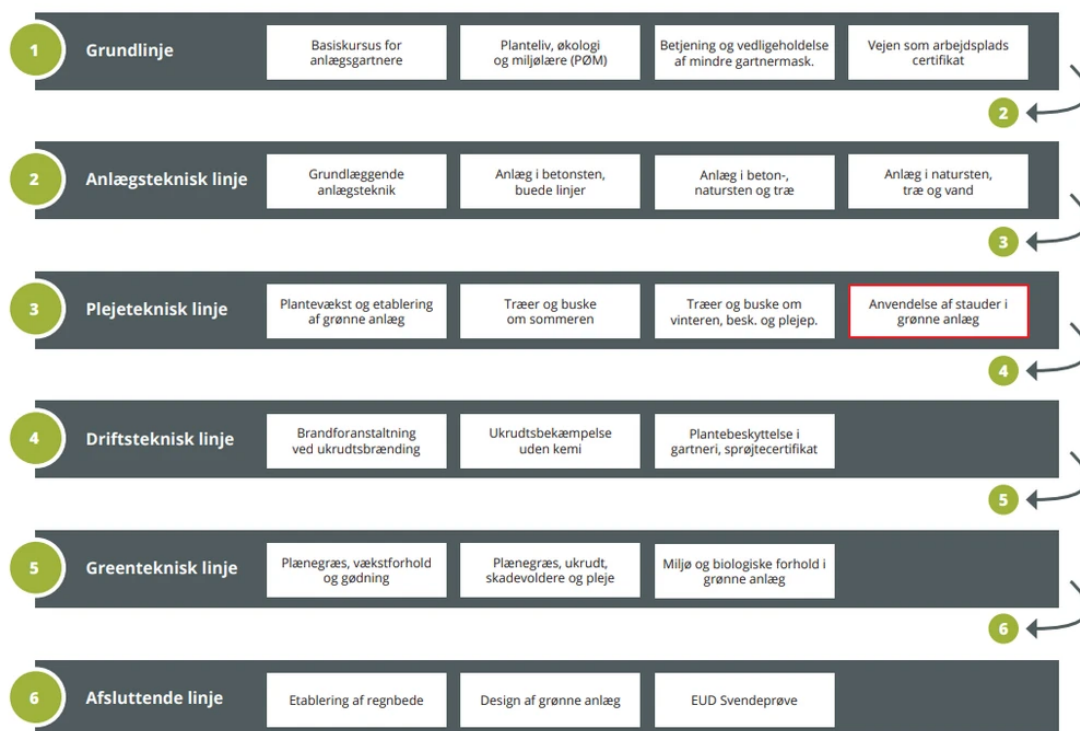 1
Grundlinje
Basiskursus for
anlægsgartnere
Planteliv, økologi
og miljølære (PØM)
Betjening og vedligeholdelse
af mindre gartnermask.
Vejen som arbejdsplads
certifikat
2
2
Anlægsteknisk linje
Grundlæggende
anlægsteknik
Anlæg i betonsten,
buede linjer
Anlæg i beton-,
natursten og træ
Anlæg i natursten,
træ og vand
3
3
Plejeteknisk linje
Plantevækst og etablering
af grønne anlæg
Træer og buske
om sommeren
Træer og buske om
vinteren, besk. og plejep.
Anvendelse af stauder i
grønne anlæg
4
4
Driftsteknisk linje
Brandforanstaltning
ved ukrudtsbrænding
Ukrudtsbekæmpelse
uden kemi
Plantebeskyttelse i
gartneri, sprøjtecertifikat
5
5
Greenteknisk linje
Plænegræs, vækstforhold
og gødning
Plænegræs, ukrudt,
skadevoldere og pleje
Miljø og biologiske forhold i
grønne anlæg
6
6
Afsluttende linje
Etablering af regnbede
Design af grønne anlæg
EUD Svendeprøve